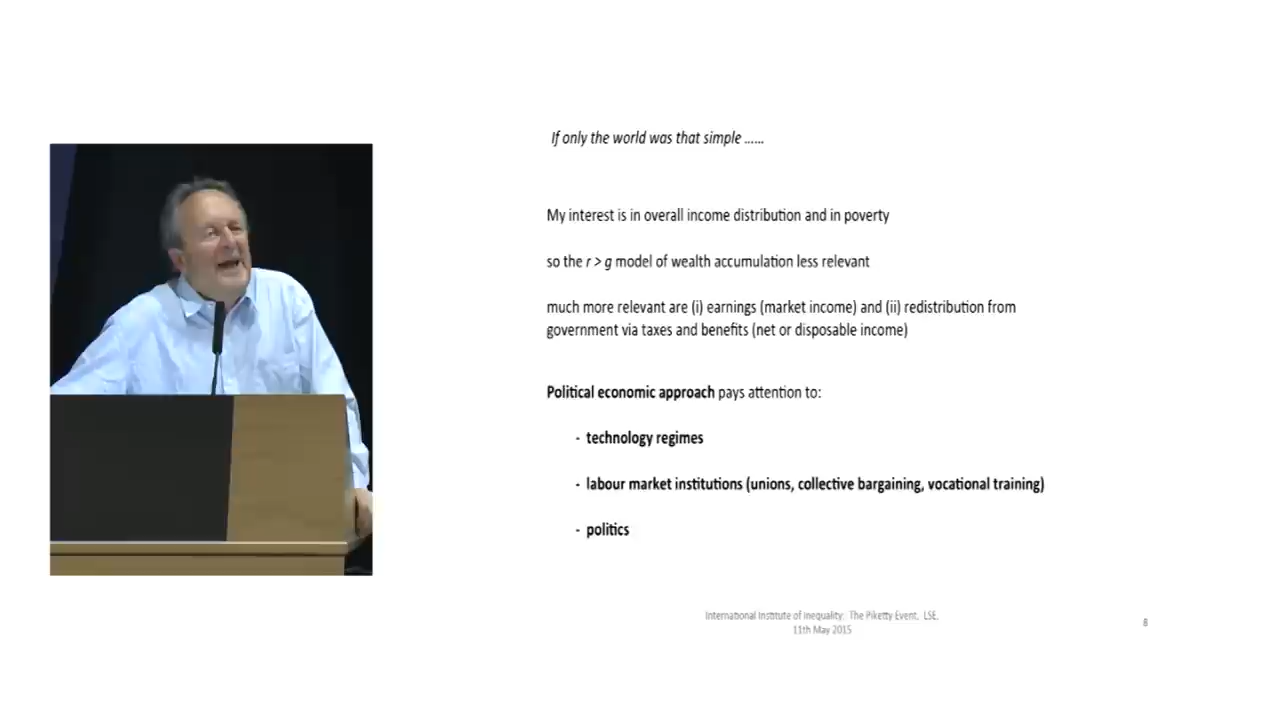 If only the world was that simple ......
My interest is in overall income distribution and in poverty
so the r > g model of wealth accumulation less relevant
much more relevant are (i) earnings (market income) and (ii) redistribution from
government via taxes and benefits (net or disposable income)
Political economic approach pays attention to:
- technology regimes
- labour market institutions (unions, collective bargaining, vocational training)
- politics
International Institute of Inequality: The Piketty Event, LSE,
11th May 2015
8